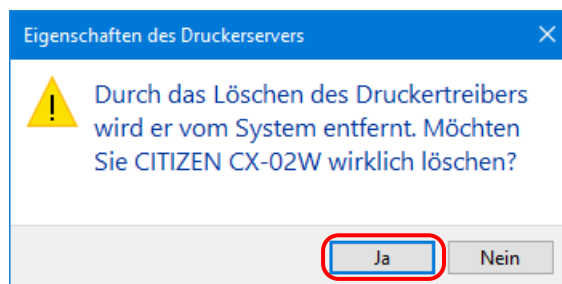 Eigenschaften des Druckerservers
Durch das Löschen des Druckertreibers
wird er vom System entfernt. Möchten
Sie CITIZEN CX-02W wirklich löschen?
Ja
Nein